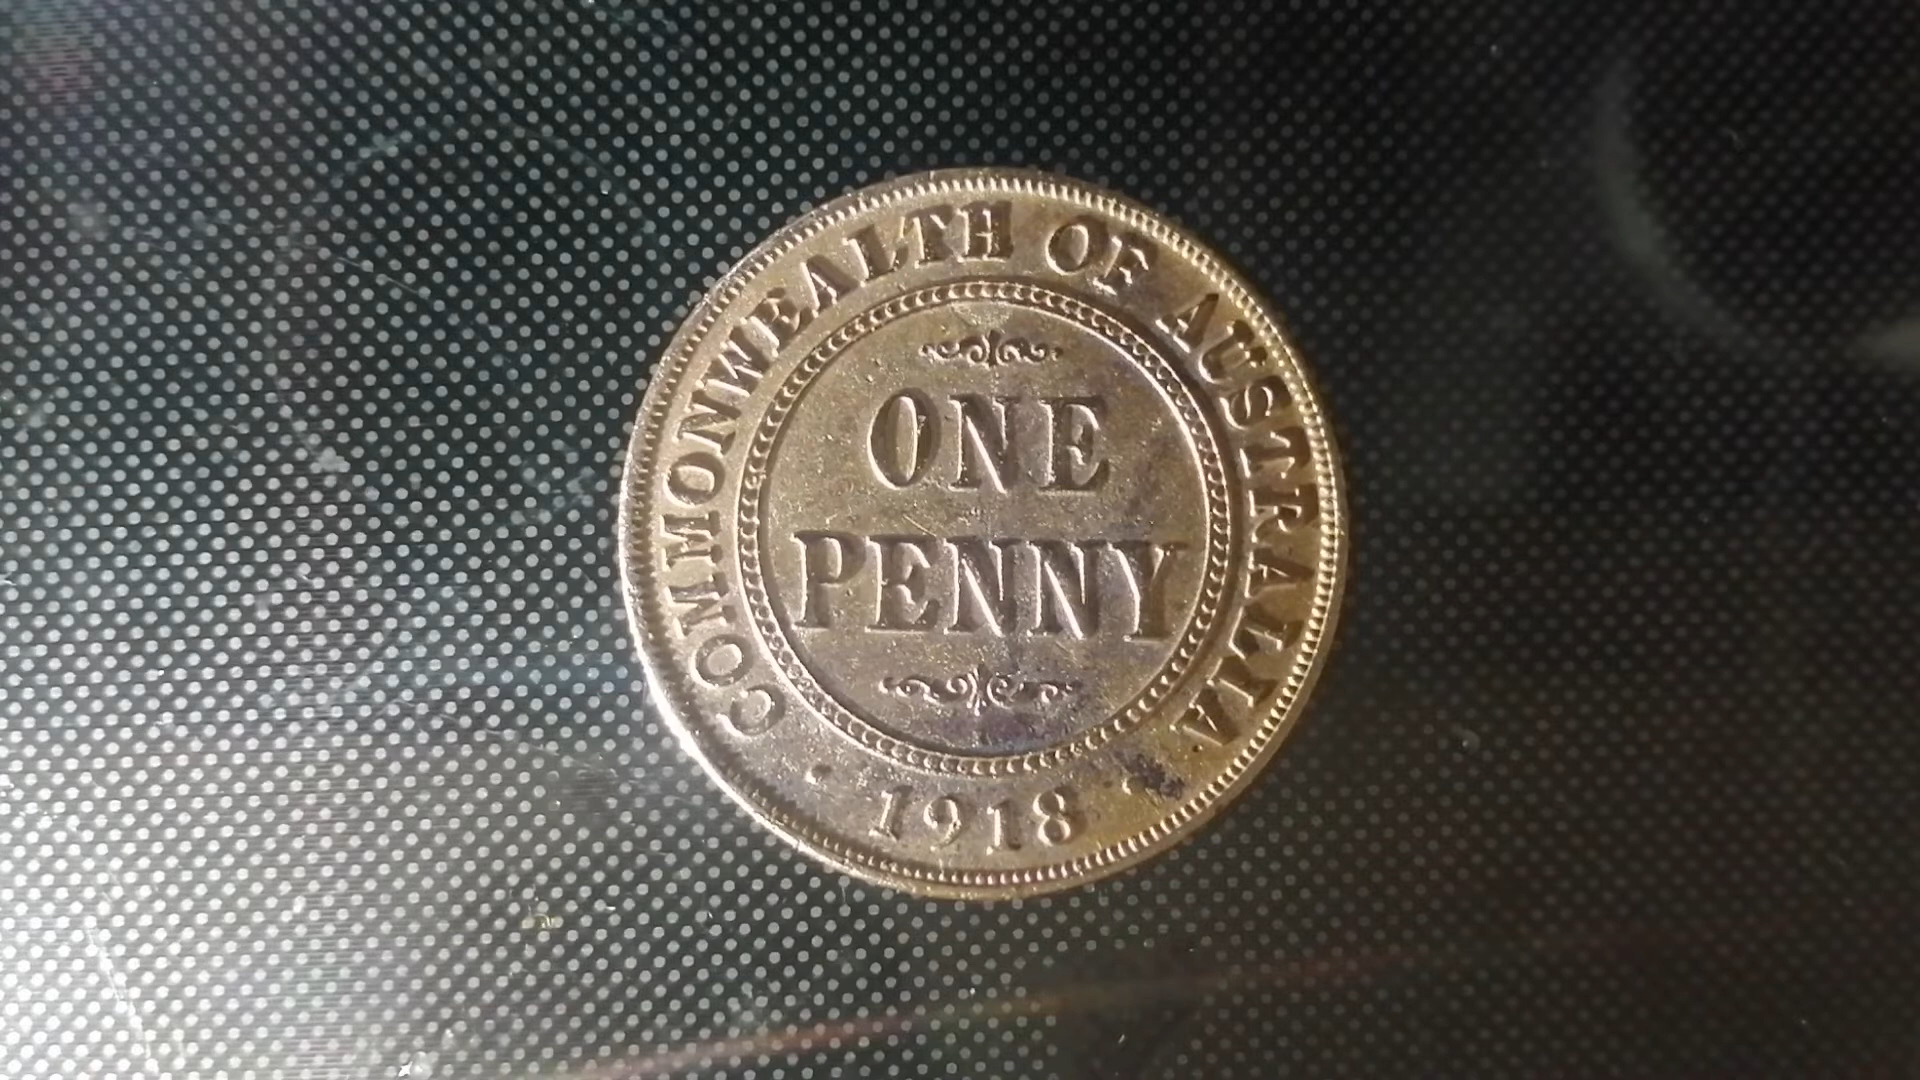 COMMONWEALTH OF AUSTRALIA
ONE
PENNY
· 1918 ·